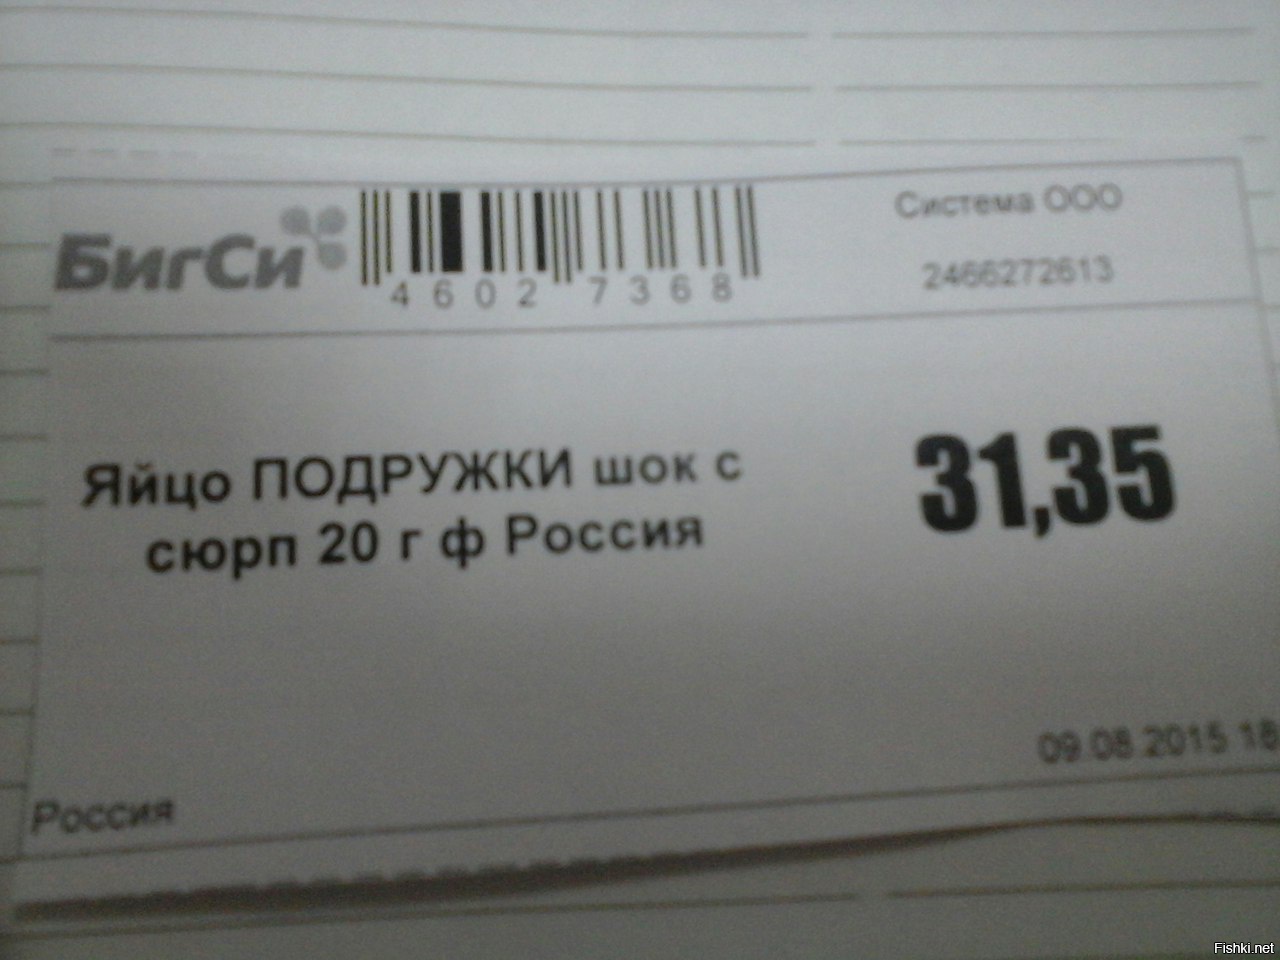 БигСи
4602 7368
Система ООО
2466272613
Яйцо ПОДРУЖКИ шок с
сюрп 20 г ф Россия
31,35
09.08.2015 18
Россия
Fishki.net